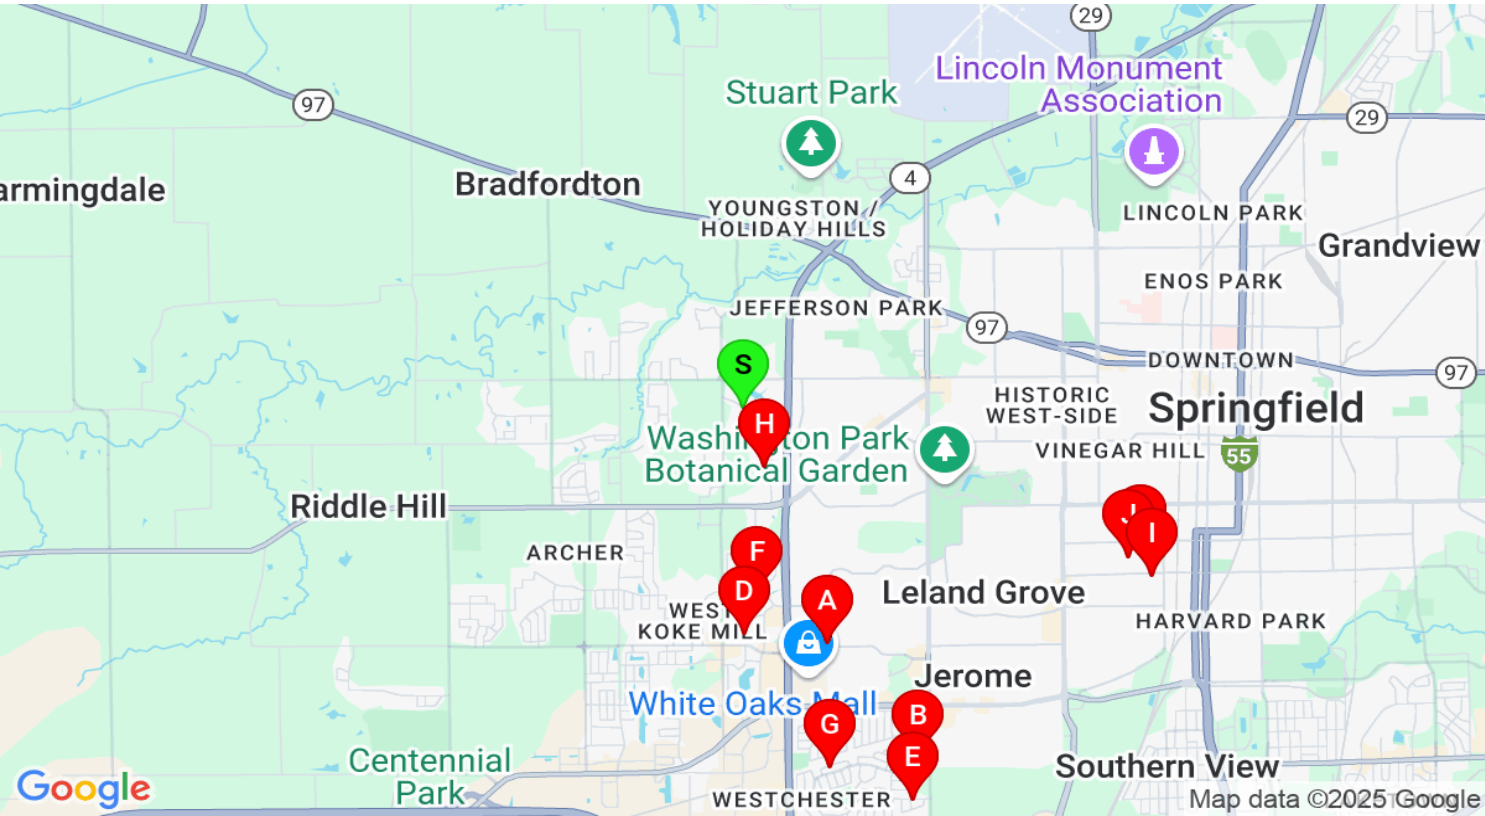 29
Lincoln Monument
Association
Stuart Park
97
29
4
armingdale
Bradfordton
YOUNGSTON /
HOLIDAY HILLS
LINCOLN PARK
Grandview
ENOS PARK
JEFFERSON PARK
97
DOWNTOWN
97
S
HISTORIC
WEST-SIDE
Springfield
H
Washington Park
Botanical Garden
VINEGAR HILL
55
Riddle Hill
J
I
ARCHER
F
D
A
Leland Grove
WEST
KOKE MILL
HARVARD PARK
Jerome
White Oaks Mall
B
G
E
Centennial
Park
Southern View
Google
WESTCHESTER
Map data ©2025 Google